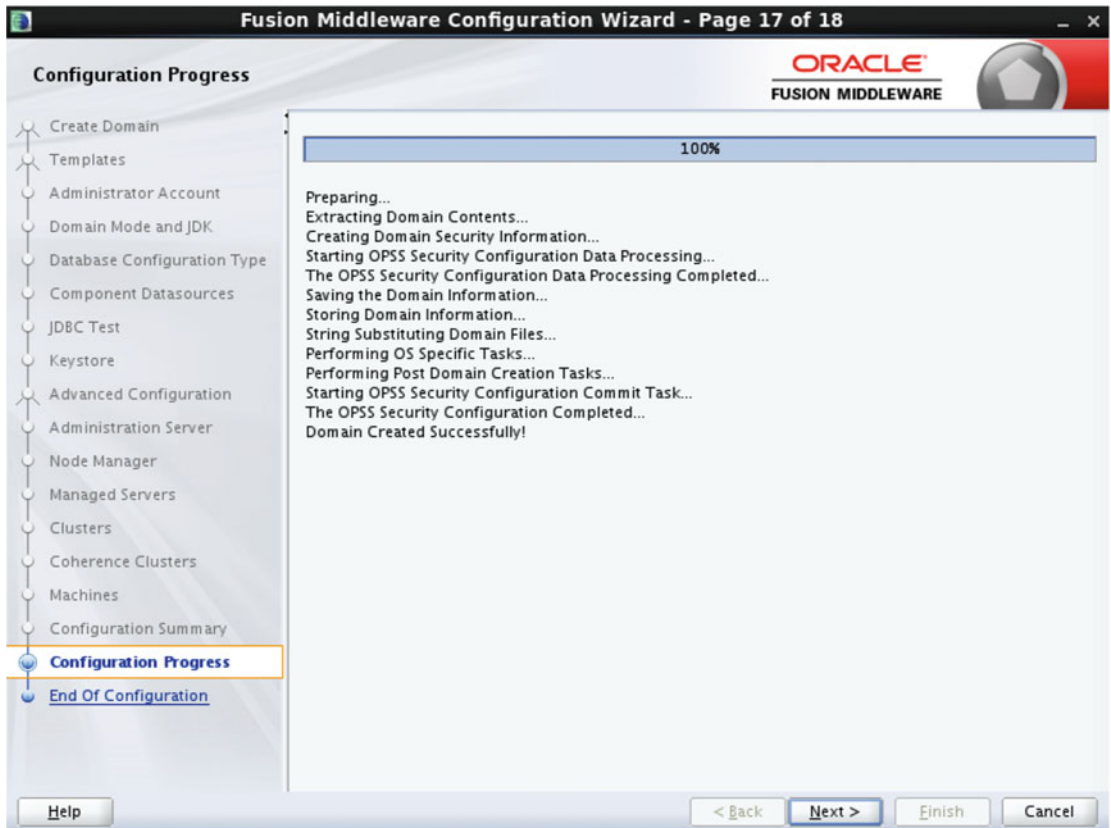 Fusion Middleware Configuration Wizard - Page 17 of 18
Configuration Progress
ORACLE
FUSION MIDDLEWARE
Create Domain
Templates
Administrator Account
Domain Mode and JDK
Database Configuration Type
Component Datasources
JDBC Test
Keystore
Advanced Configuration
Administration Server
Node Manager
Managed Servers
Clusters
Coherence Clusters
Machines
Configuration Summary
Configuration Progress
End Of Configuration
100%
Preparing...
Extracting Domain Contents...
Creating Domain Security Information...
Starting OPSS Security Configuration Data Processing...
The OPSS Security Configuration Data Processing Completed...
Saving the Domain Information...
Storing Domain Information...
String Substituting Domain Files...
Performing OS Specific Tasks...
Performing Post Domain Creation Tasks...
Starting OPSS Security Configuration Commit Task...
The OPSS Security Configuration Completed...
Domain Created Successfully!
Help
< Back
Next >
Finish
Cancel